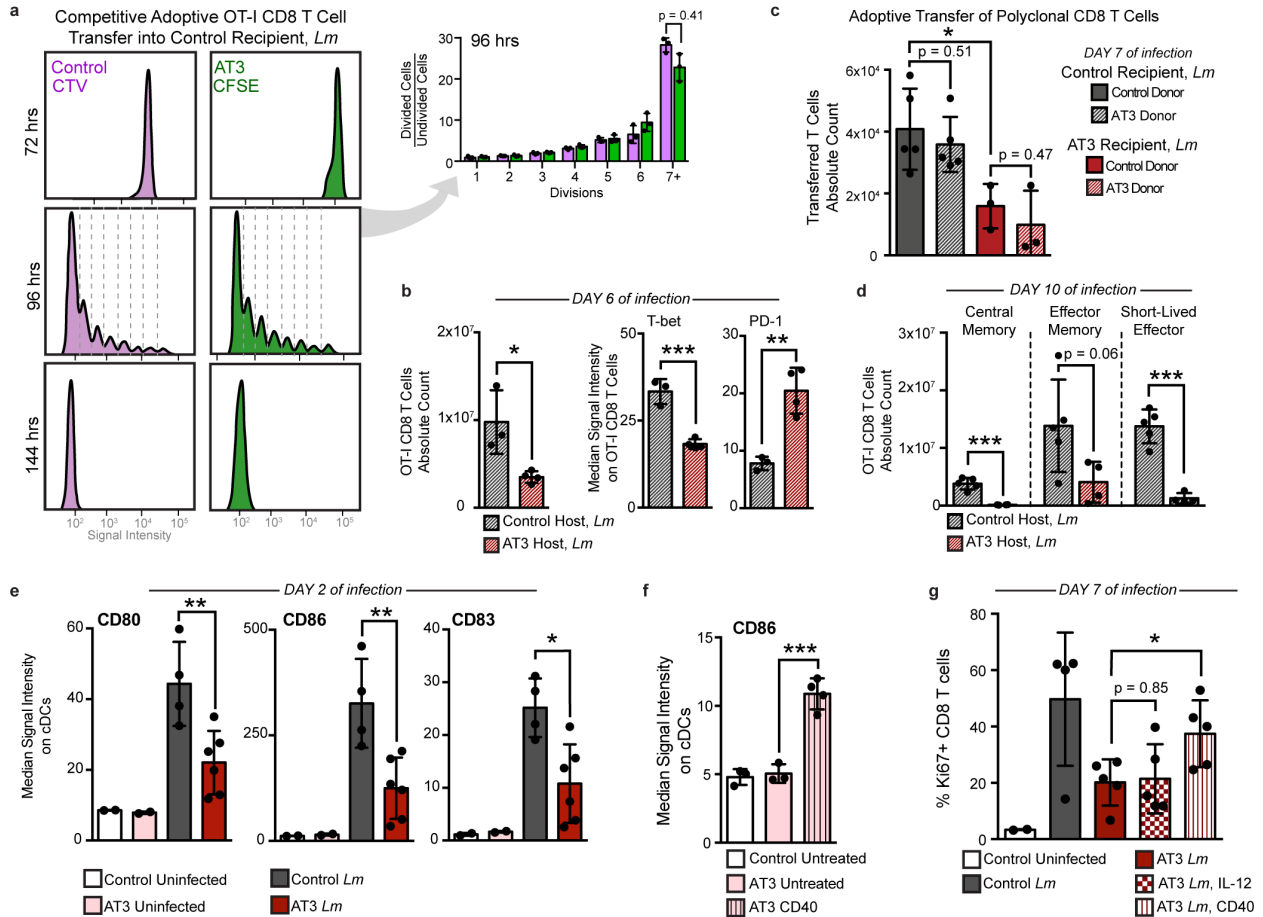 a
Competitive Adoptive OT-I CD8 T Cell
Transfer into Control Recipient, Lm
Control
CTV
AT3
CFSE
72 hrs
96 hrs
144 hrs
10² 10³ 10⁴ 10⁵
10² 10³ 10⁴ 10⁵
Signal Intensity
96 hrs
p = 0.41
Divided Cells
Undivided Cells
30
20
10
0
1 2 3 4 5 6 7+
Divisions
b
DAY 6 of infection
OT-I CD8 T Cells
Absolute Count
2x10⁷
1x10⁷
0
*
T-bet
Median Signal Intensity
on OT-I CD8 T Cells
50
25
0
***
PD-1
30
20
10
0
**
Control Host, Lm
AT3 Host, Lm
c
Adoptive Transfer of Polyclonal CD8 T Cells
Transferred T Cells
Absolute Count
6x10⁴
4x10⁴
2x10⁴
0
*
p = 0.51
p = 0.47
DAY 7 of infection
Control Recipient, Lm
Control Donor
AT3 Donor
AT3 Recipient, Lm
Control Donor
AT3 Donor
d
DAY 10 of infection
Central
Memory
Effector
Memory
Short-Lived
Effector
OT-I CD8 T Cells
Absolute Count
3x10⁷
2x10⁷
1x10⁷
0
***
p = 0.06
***
Control Host, Lm
AT3 Host, Lm
e
DAY 2 of infection
Median Signal Intensity
on cDCs
CD80
60
40
20
0
**
CD86
500
250
0
**
CD83
40
30
20
10
0
*
Control Uninfected
AT3 Uninfected
Control Lm
AT3 Lm
f
CD86
Median Signal Intensity
on cDCs
15
10
5
0
***
Control Untreated
AT3 Untreated
AT3 CD40
g
DAY 7 of infection
% Ki67+ CD8 T cells
80
60
40
20
0
*
p = 0.85
Control Uninfected
Control Lm
AT3 Lm
AT3 Lm, IL-12
AT3 Lm, CD40